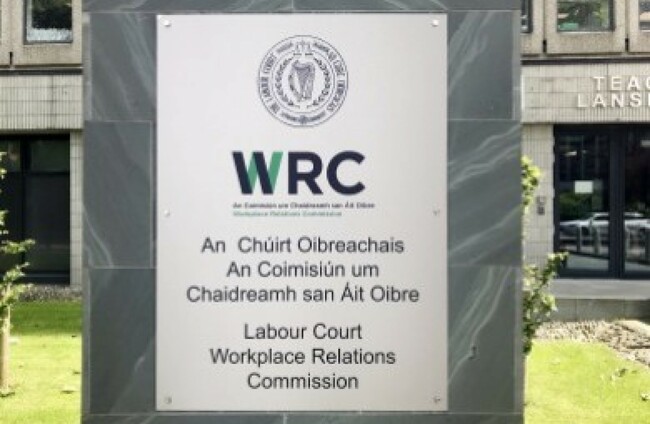 WRC
An Coimisiún um Chaidreamh san Áit Oibre
Workplace Relations Commission
An Chúirt Oibreachais
An Coimisiún um
Chaidreamh san Áit Oibre
Labour Court
Workplace Relations
Commission